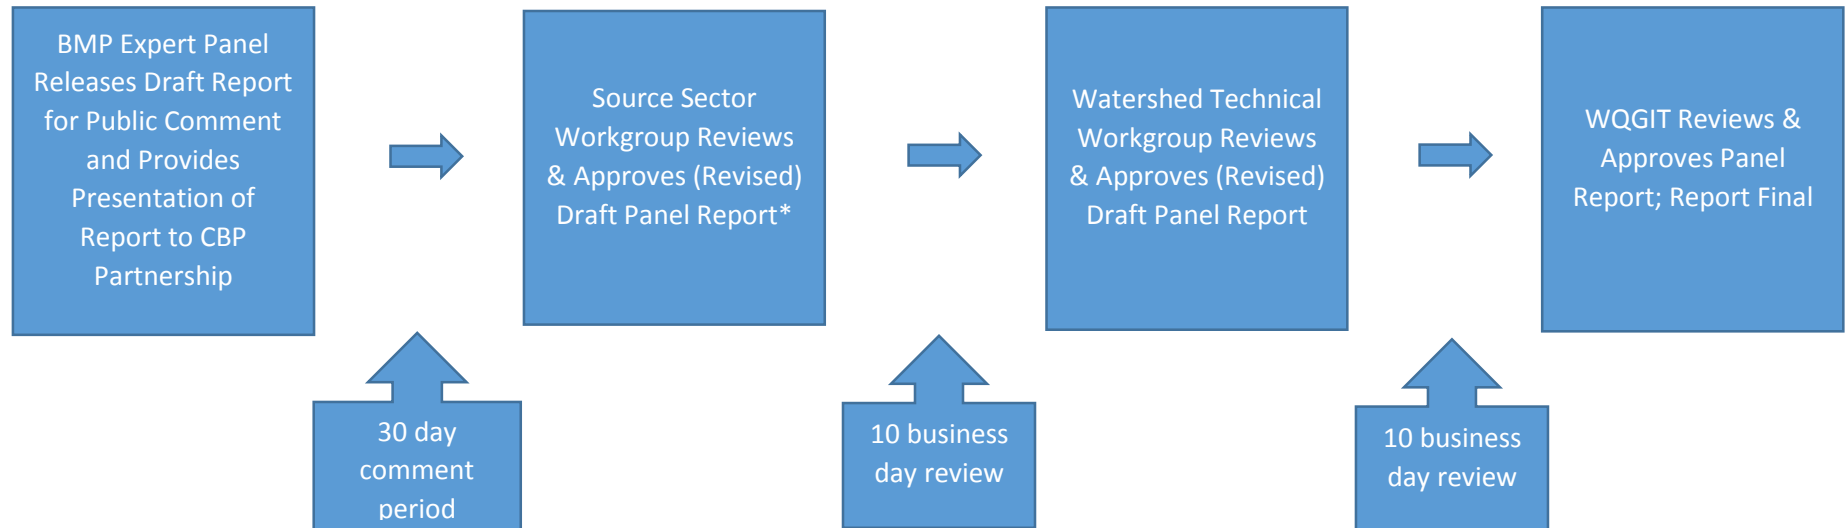 BMP Expert Panel
Releases Draft Report
for Public Comment
and Provides
Presentation of
Report to CBP
Partnership
Source Sector
Workgroup Reviews
& Approves (Revised)
Draft Panel Report*
Watershed Technical
Workgroup Reviews
& Approves (Revised)
Draft Panel Report
WQGIT Reviews &
Approves Panel
Report; Report Final
30 day
comment
period
10 business
day review
10 business
day review